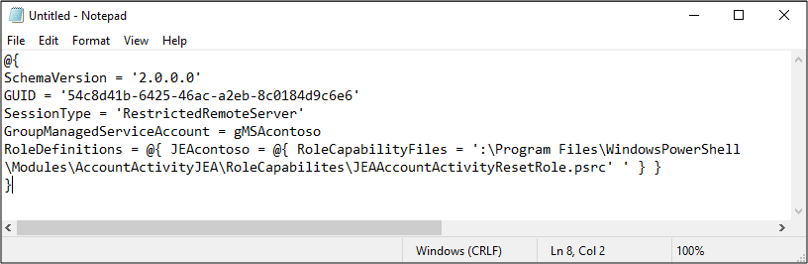 Untitled - Notepad
File Edit Format View Help
@{
SchemaVersion = '2.0.0.0'
GUID = '54c8d41b-6425-46ac-a2eb-8c0184d9c6e6'
SessionType = 'RestrictedRemoteServer'
GroupManagedServiceAccount = gMSAcontoso
RoleDefinitions = @{ JEAcontoso = @{ RoleCapabilityFiles = ':\Program Files\WindowsPowerShell
\Modules\AccountActivityJEA\RoleCapabilites\JEAAccountActivityResetRole.psrc' ' } }
}
Windows (CRLF) Ln 8, Col 2 100%